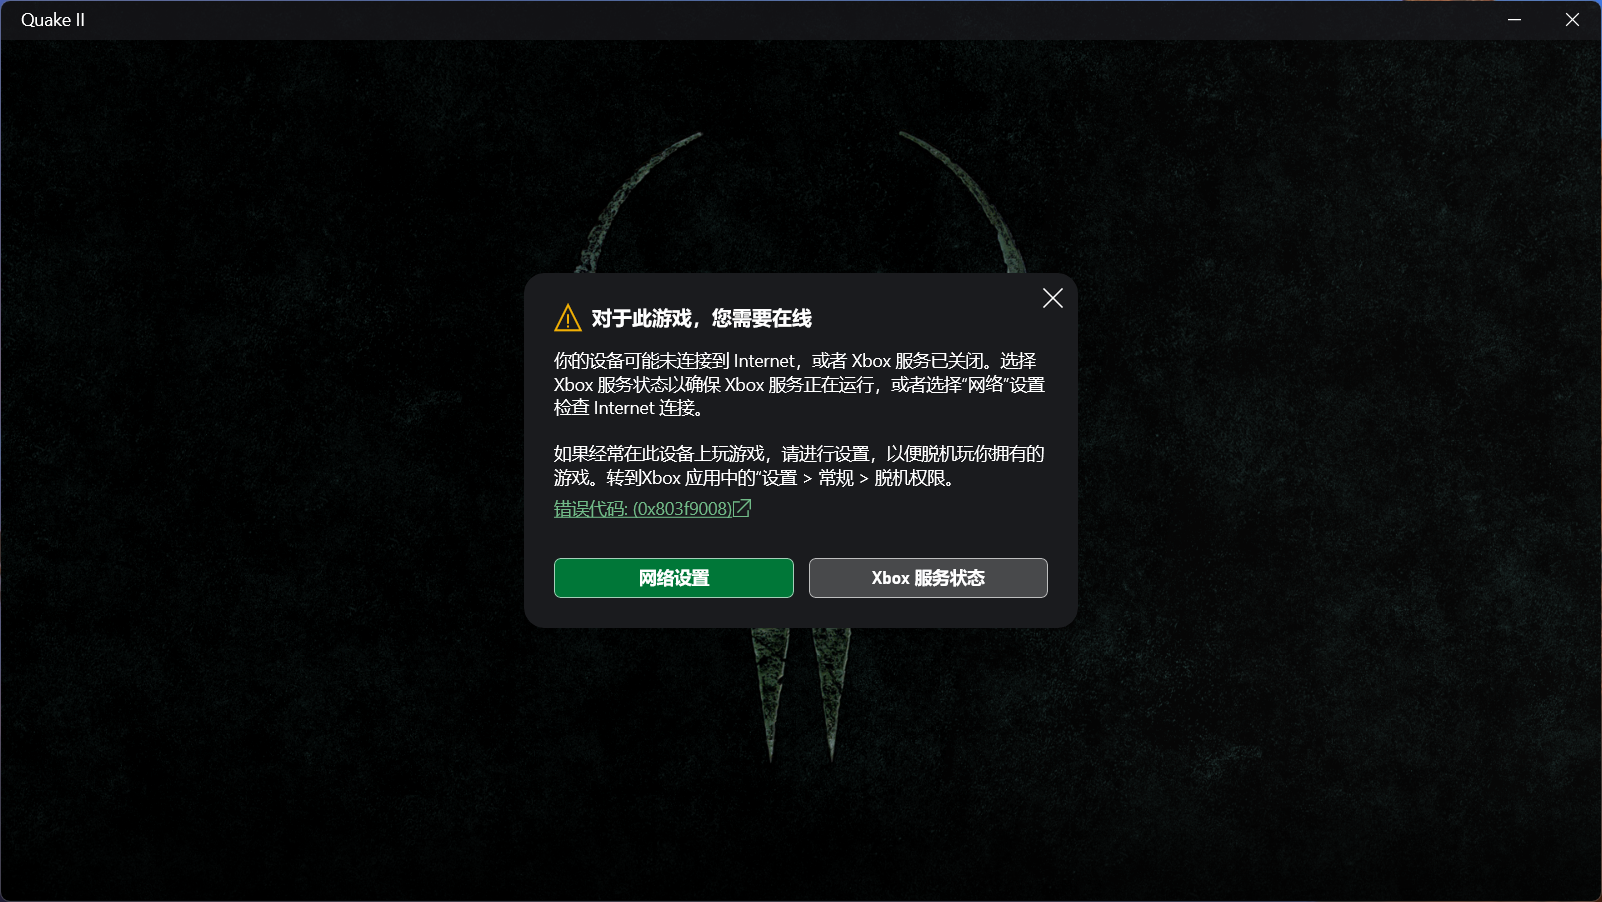 Quake II
对于此游戏，您需要在线
你的设备可能未连接到 Internet，或者 Xbox 服务已关闭。选择
Xbox 服务状态以确保 Xbox 服务正在运行，或者选择“网络”设置
检查 Internet 连接。
如果经常在此设备上玩游戏，请进行设置，以便脱机玩你拥有的
游戏。转到Xbox 应用中的“设置 > 常规 > 脱机权限。
错误代码: (0x803f9008)
网络设置
Xbox 服务状态